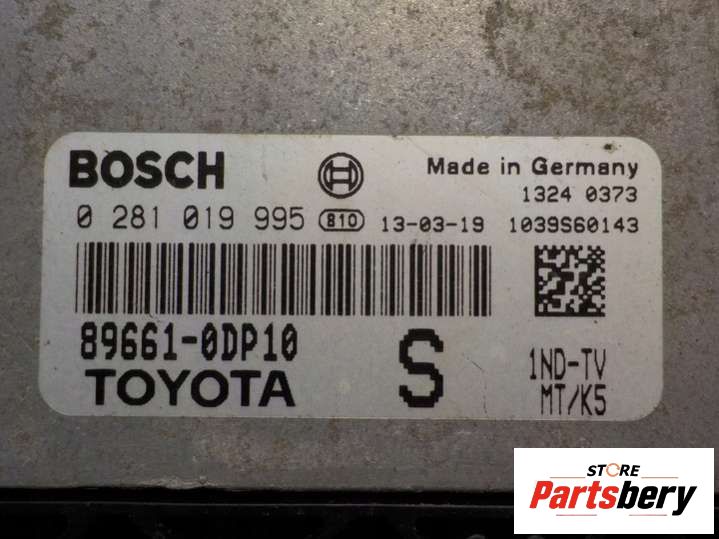 BOSCH
Made in Germany
1324 0373
0 281 019 995 810 13-03-19 1039S60143
89661-0DP10
S
1ND-TV
TOYOTA
MT/K5
STORE
Partsbery